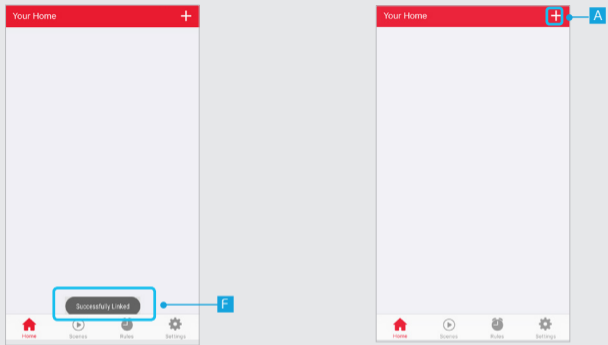 Your Home
Successfully Linked
F
Home Scenes Rules Settings
Your Home
A
Home Scenes Rules Settings